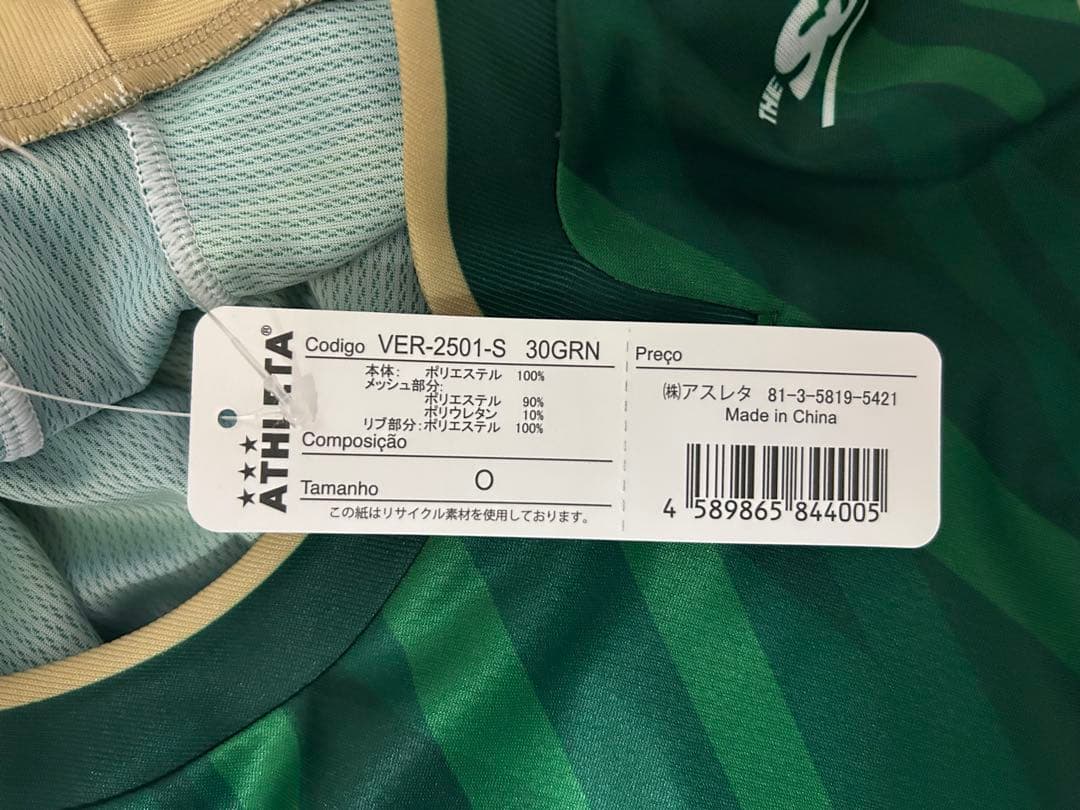 THE
ATHLETA®
Codigo VER-2501-S 30GRN
本体: ポリエステル 100%
メッシュ部分:
ポリエステル 90%
ポリウレタン 10%
リブ部分:ポリエステル 100%
Composição
Tamanho O
この紙はリサイクル素材を使用しております。
Preço
㈱アスレタ 81-3-5819-5421
Made in China
4 589865 844005